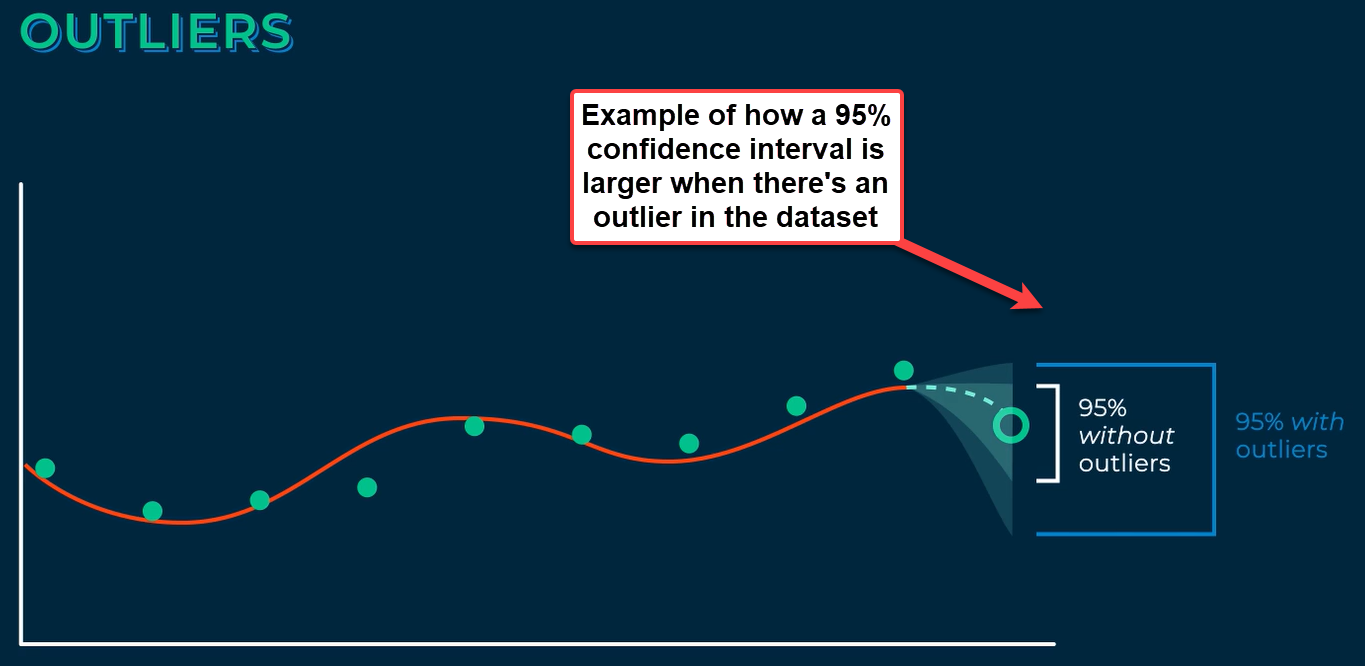 OUTLIERS
Example of how a 95%
confidence interval is
larger when there's an
outlier in the dataset
95%
without
outliers
95% with
outliers